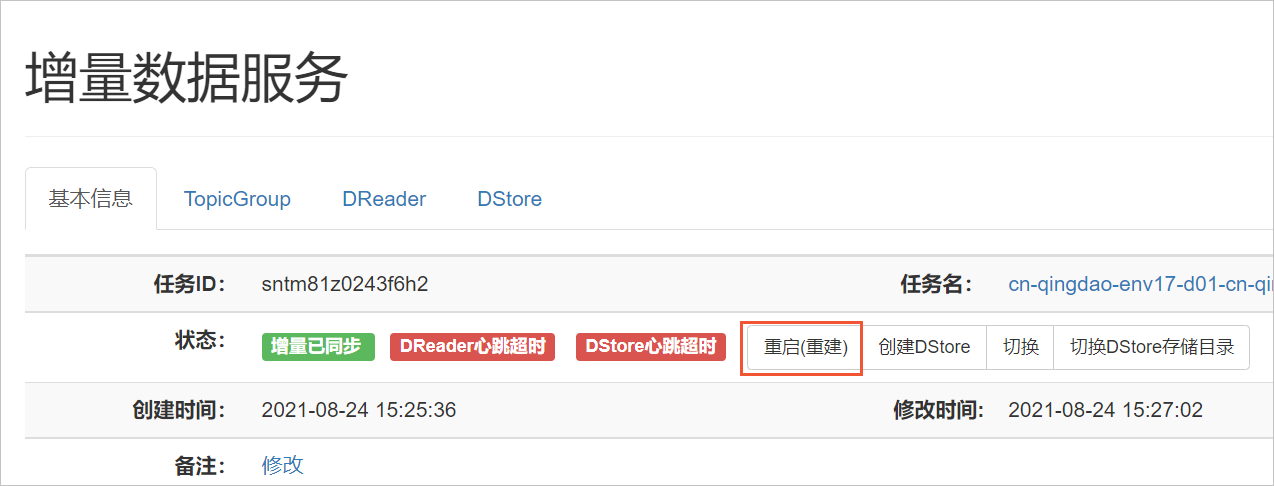 增量数据服务
基本信息 TopicGroup DReader DStore
任务ID： sntm81z0243f6h2 任务名： cn-qingdao-env17-d01-cn-qin
状态： 增量已同步 DReader心跳超时 DStore心跳超时 重启(重建) 创建DStore 切换 切换DStore存储目录
创建时间： 2021-08-24 15:25:36 修改时间: 2021-08-24 15:27:02
备注： 修改